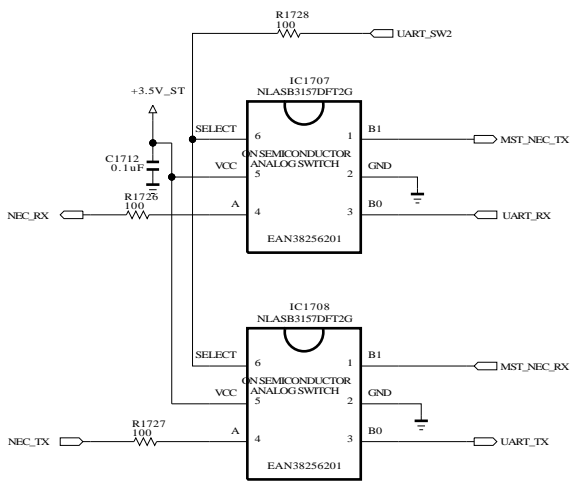 R1728
100
UART_SW2
IC1707
NLASB3157DFT2G
+3.5V_ST
SELECT
6
1
B1
MST_NEC_TX
C1712
0.1uF
ON SEMICONDUCTOR
ANALOG SWITCH
VCC
5
2
GND
R1726
100
NEC_RX
A
4
3
B0
UART_RX
EAN38256201
IC1708
NLASB3157DFT2G
SELECT
6
1
B1
MST_NEC_RX
ON SEMICONDUCTOR
ANALOG SWITCH
VCC
5
2
GND
R1727
100
NEC_TX
A
4
3
B0
UART_TX
EAN38256201